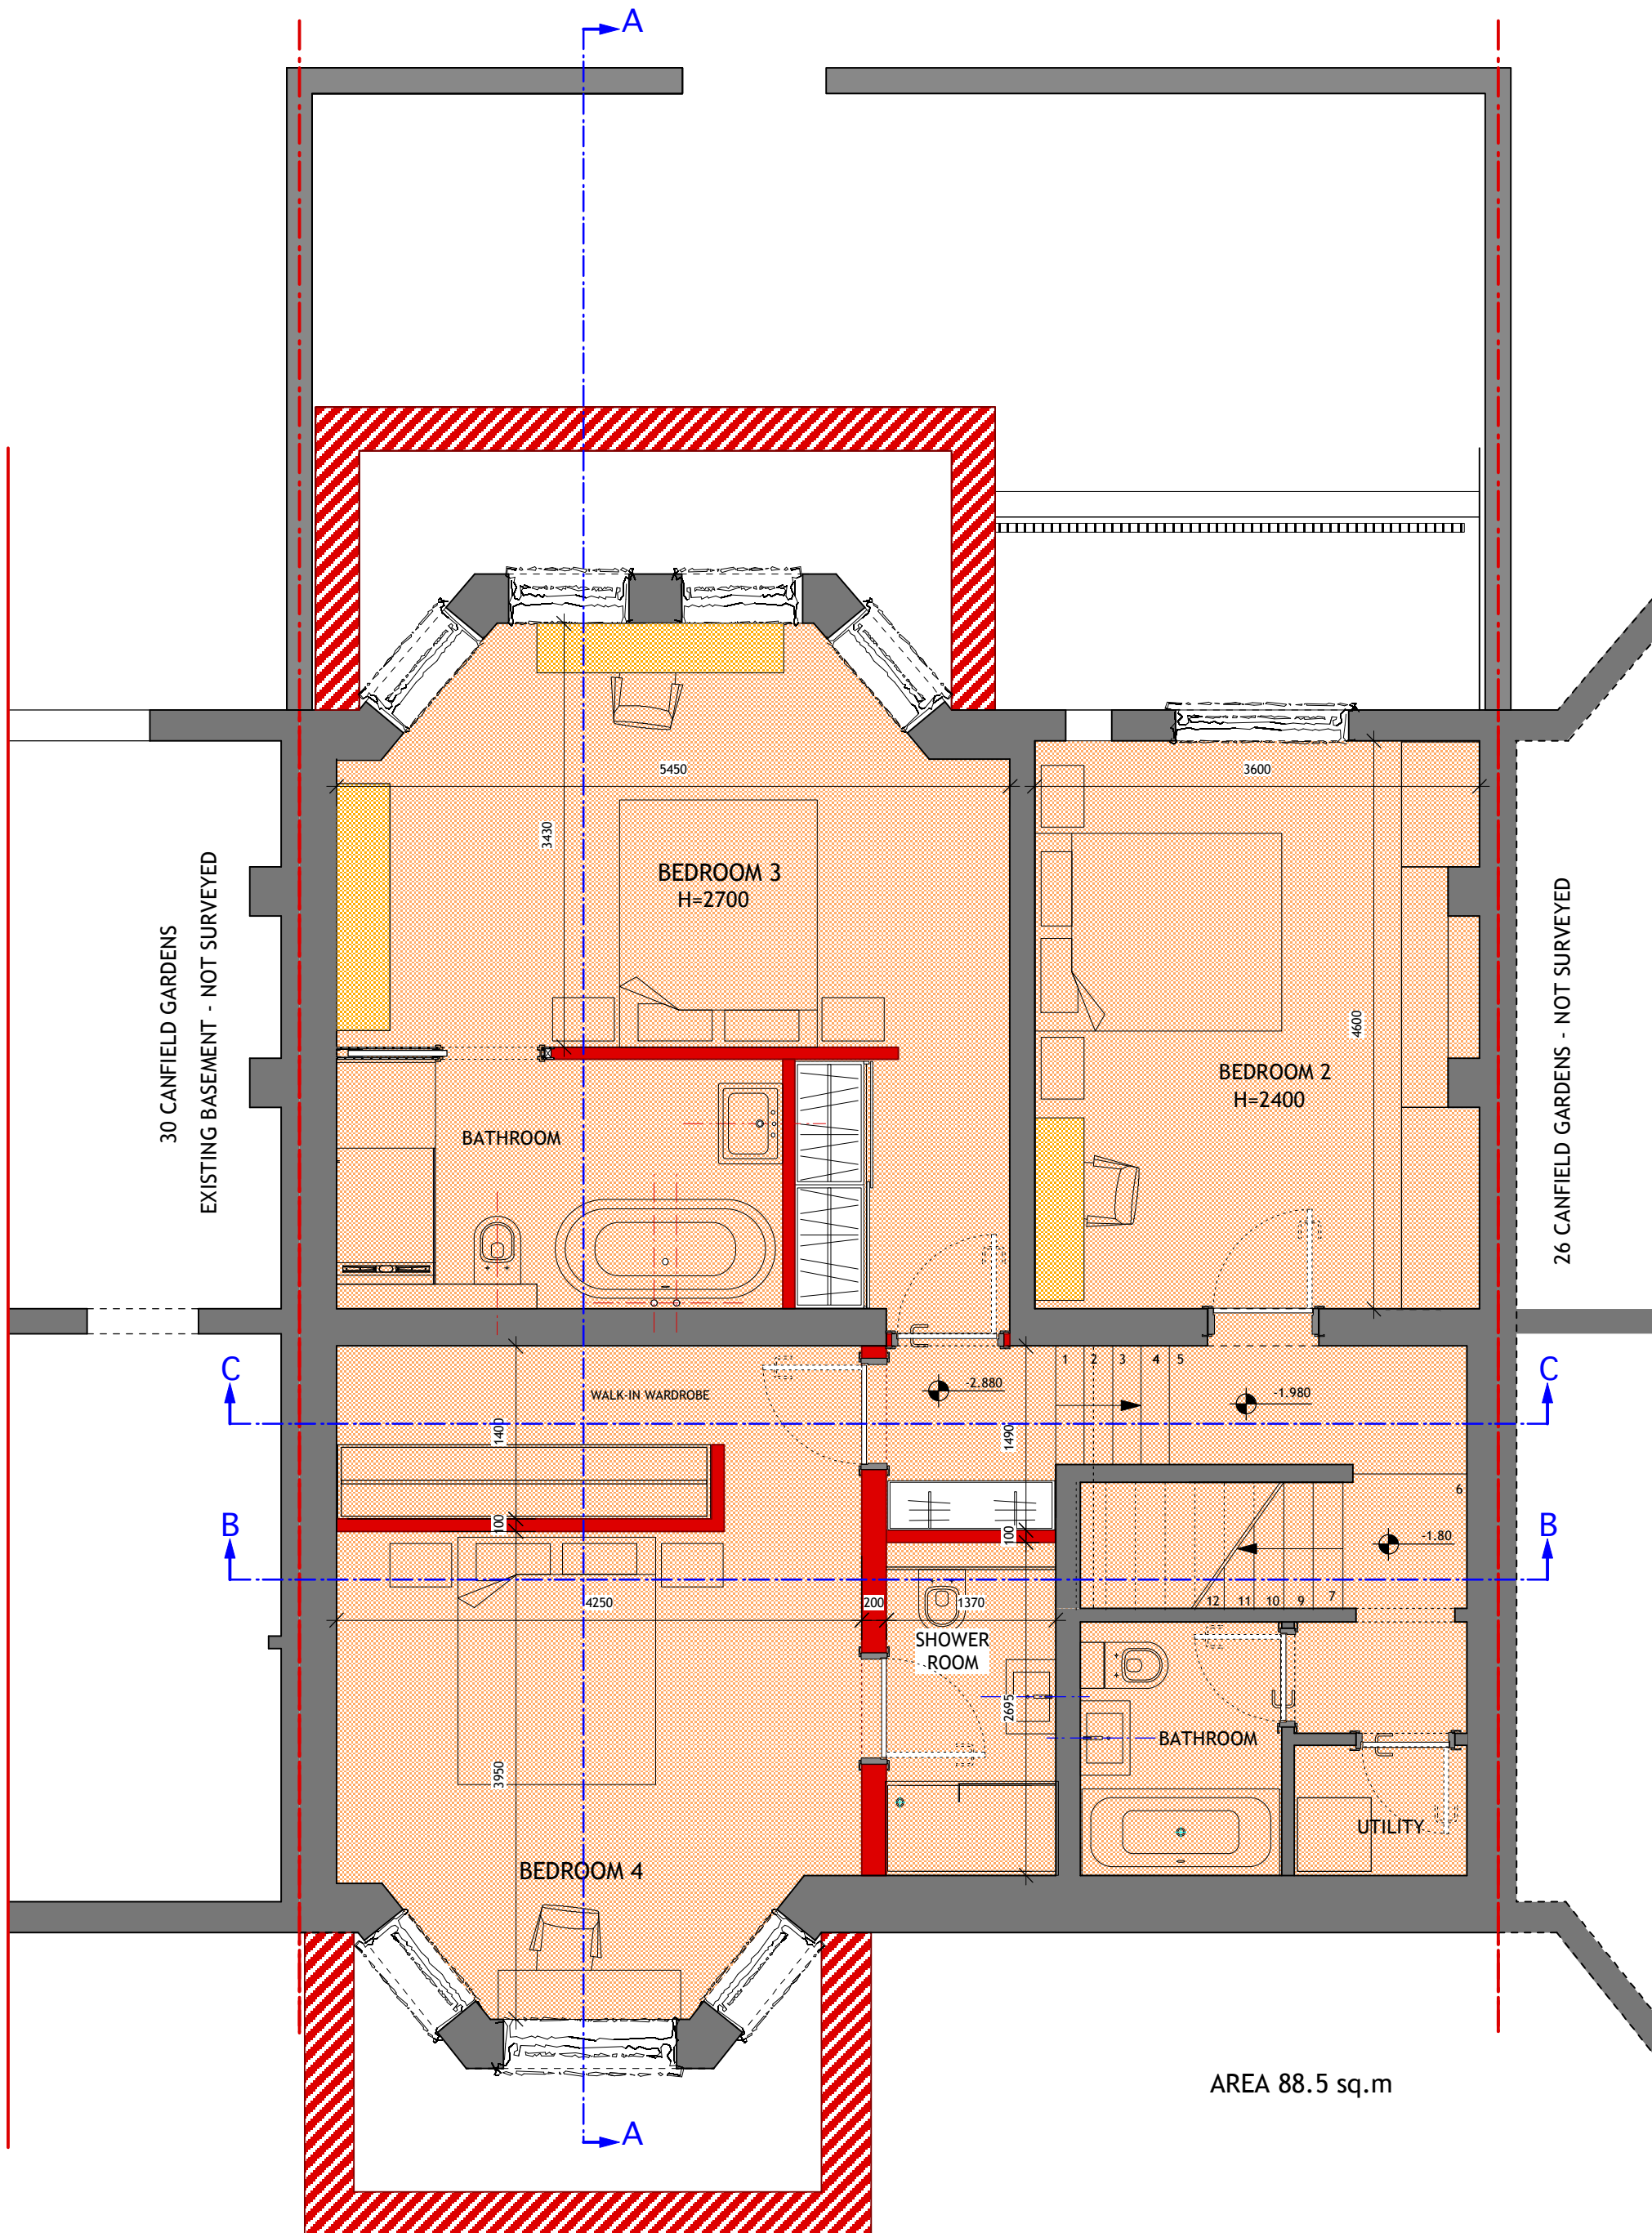 A
5450
3600
3430
BEDROOM 3
H=2700
30 CANFIELD GARDENS
EXISTING BASEMENT - NOT SURVEYED
26 CANFIELD GARDENS - NOT SURVEYED
4600
BEDROOM 2
H=2400
BATHROOM
C
C
1
2
3
4
5
-2.880
-1.980
WALK-IN WARDROBE
1400
1490
6
B
B
100
100
-1.80
4250
200
1370
12
11
10
9
7
SHOWER
ROOM
2695
BATHROOM
3950
UTILITY
BEDROOM 4
AREA 88.5 sq.m
A